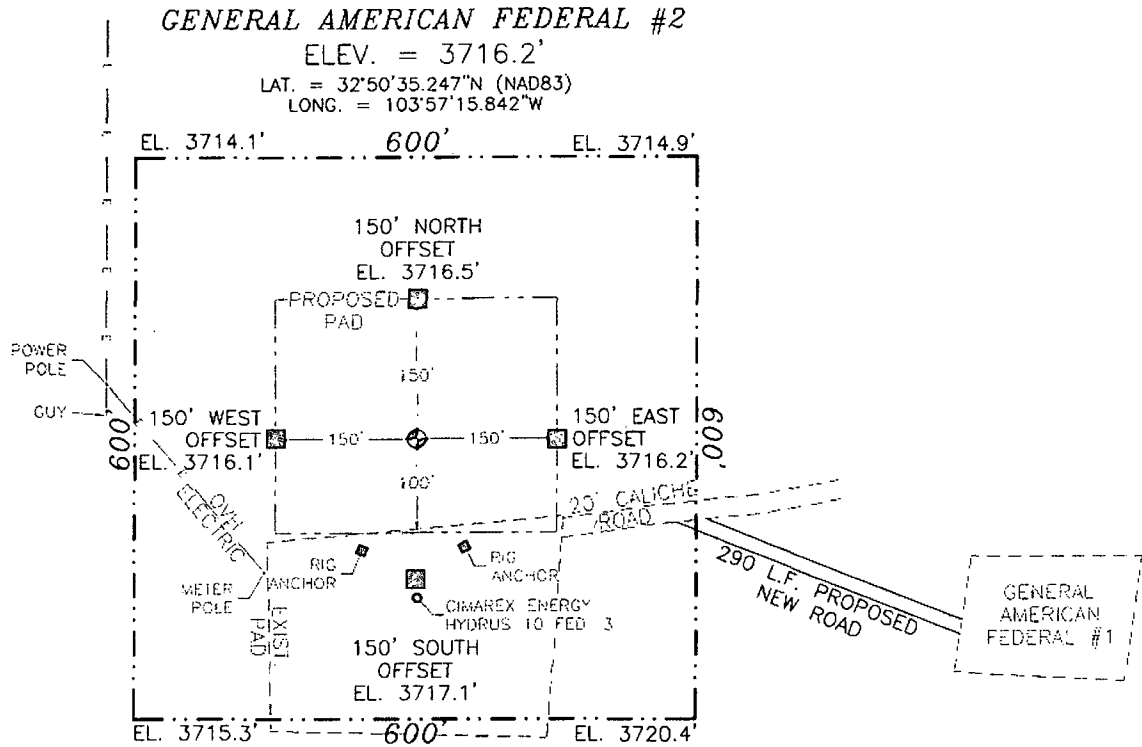 GENERAL AMERICAN FEDERAL #2
ELEV. = 3716.2'
LAT. = 32°50'35.247"N (NAD83)
LONG. = 103°57'15.842"W
EL. 3714.1'
600'
EL. 3714.9'
150' NORTH
OFFSET
EL. 3716.5'
PROPOSED
PAD
150'
POWER
POLE
GUY
600'
150' WEST
OFFSET
EL. 3716.1'
150'
150'
150' EAST
OFFSET
EL. 3716.2'
600'
100'
OVH
ELECTRIC
20' CALICHE
ROAD
METER
POLE
RIG
ANCHOR
RIG
ANCHOR
EXIST
PAD
CIMAREX ENERGY
HYDRUS 10 FED 3
150' SOUTH
OFFSET
EL. 3717.1'
290 L.F. PROPOSED
NEW ROAD
GENERAL
AMERICAN
FEDERAL #1
EL. 3715.3'
600'
EL. 3720.4'